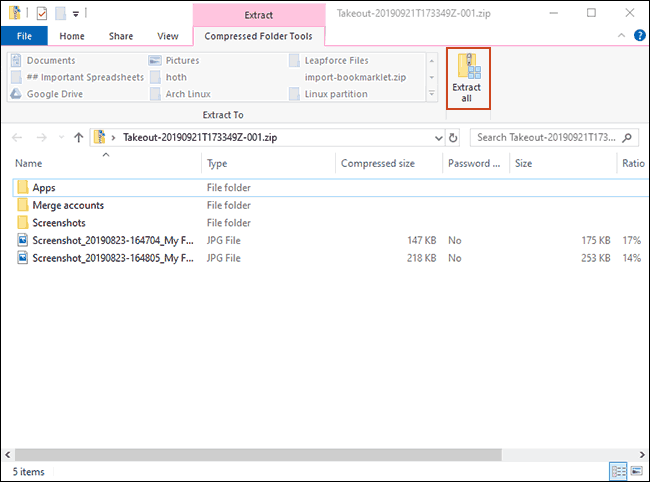 Extract
Takeout-20190921T173349Z-001.zip
File Home Share View Compressed Folder Tools
Documents Pictures Leapforce Files
## Important Spreadsheets hoth import-bookmarklet.zip
Google Drive Arch Linux Linux partition
Extract all
Extract To
Takeout-20190921T173349Z-001.zip
Search Takeout-20190921T173...
Name Type Compressed size Password ... Size Ratio
Apps File folder
Merge accounts File folder
Screenshots File folder
Screenshot_20190823-164704_My F... JPG File 147 KB No 175 KB 17%
Screenshot_20190823-164805_My F... JPG File 218 KB No 253 KB 14%
5 items